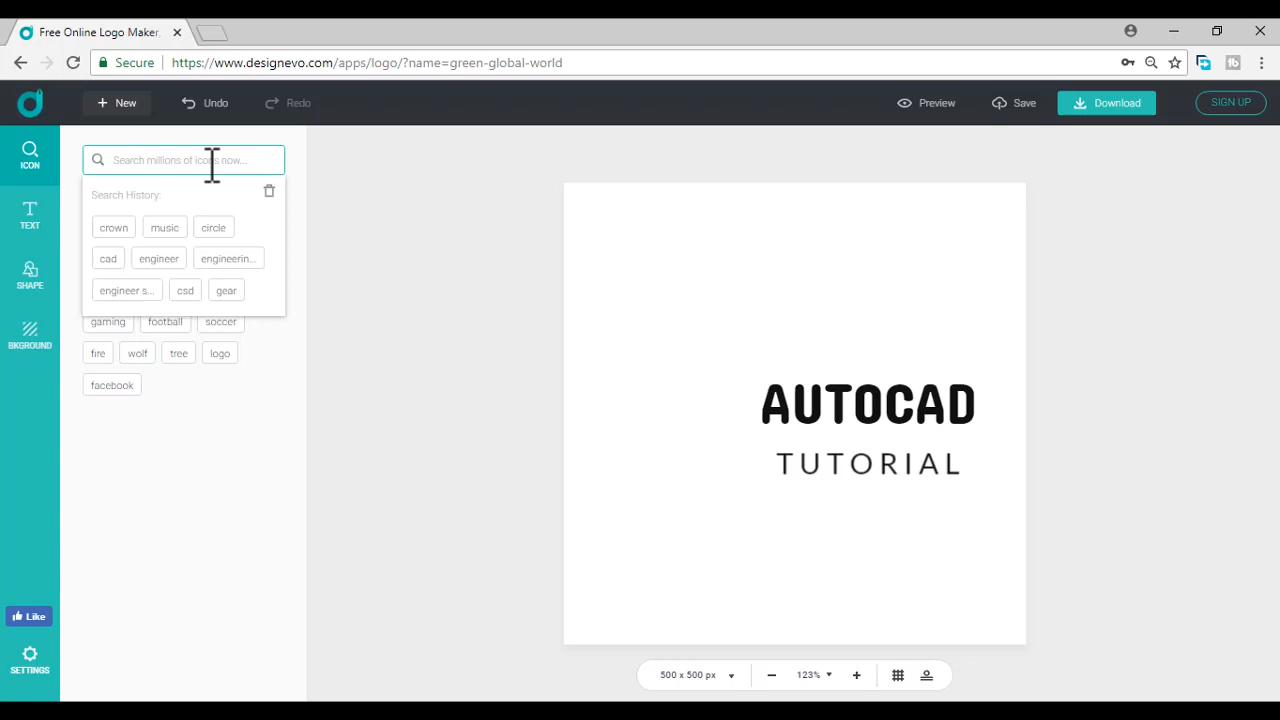 Free Online Logo Maker,
Secure https://www.designevo.com/apps/logo/?name=green-global-world
New Undo Redo Preview Save Download SIGN UP
ICON
Search millions of icons now...
Search History:
crown music circle
TEXT
cad engineer engineerin...
SHAPE
engineer s... csd gear
gaming football soccer
BKGROUND
fire wolf tree logo
facebook
AUTOCAD
TUTORIAL
Like
SETTINGS
500 x 500 px 123%